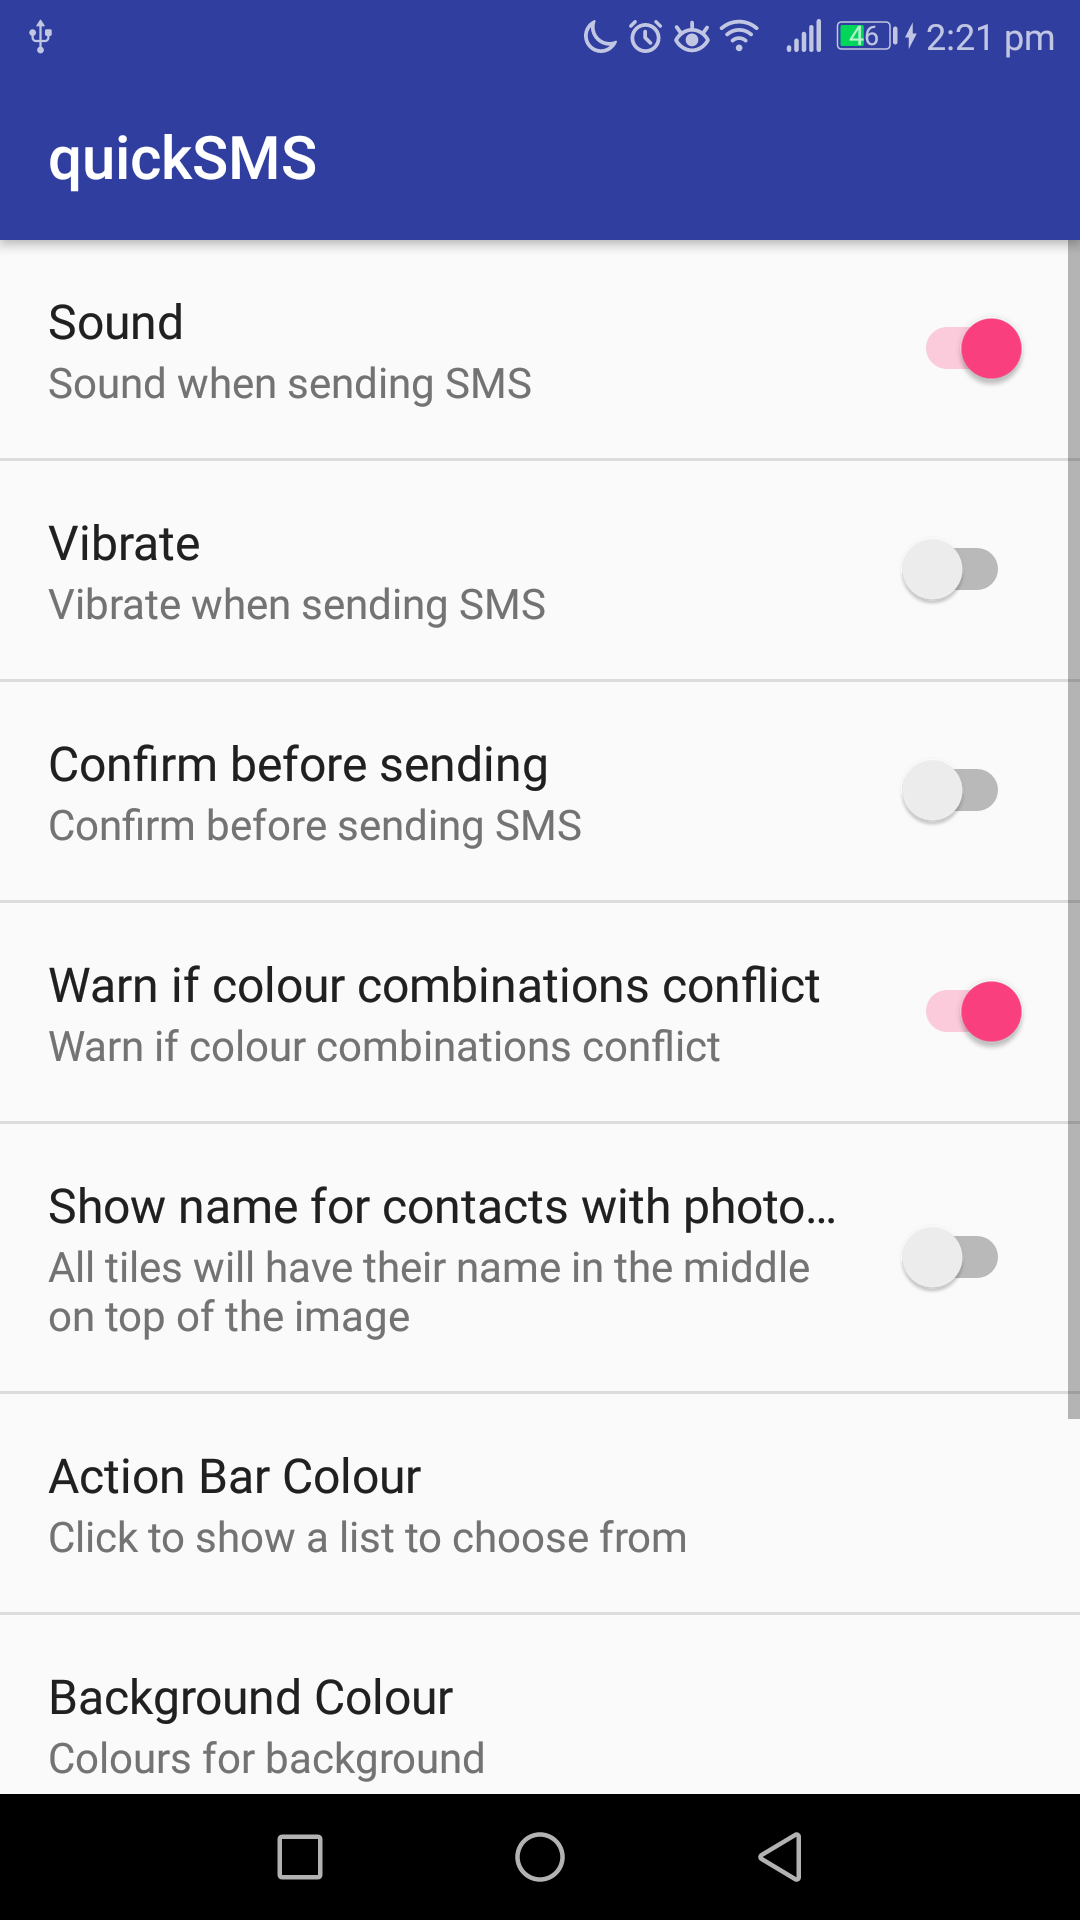 46 2:21 pm
quickSMS
Sound
Sound when sending SMS
Vibrate
Vibrate when sending SMS
Confirm before sending
Confirm before sending SMS
Warn if colour combinations conflict
Warn if colour combinations conflict
Show name for contacts with photo...
All tiles will have their name in the middle
on top of the image
Action Bar Colour
Click to show a list to choose from
Background Colour
Colours for background